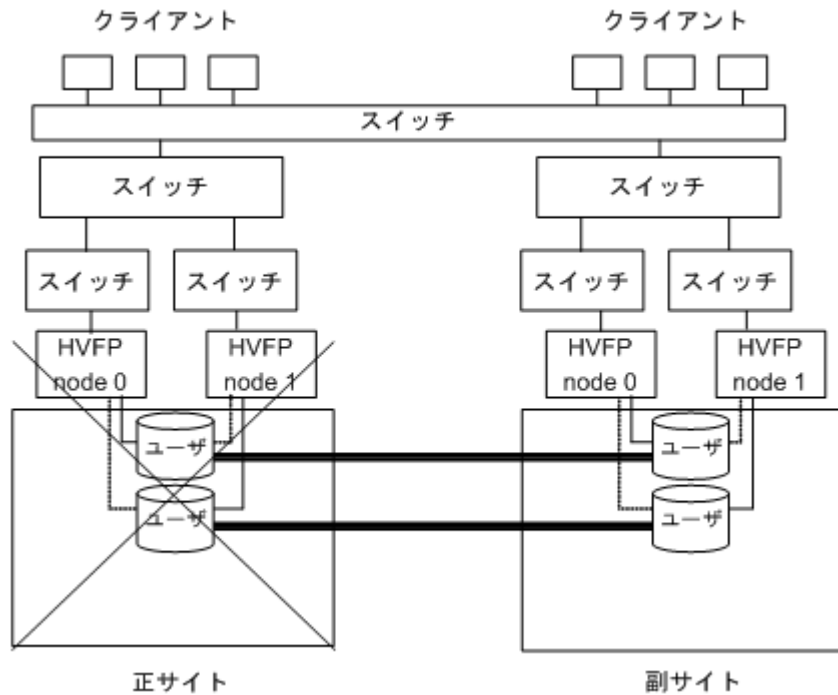 クライアント
クライアント
スイッチ
スイッチ
スイッチ
スイッチ
スイッチ
スイッチ
スイッチ
HVFP
node 0
HVFP
node 1
HVFP
node 0
HVFP
node 1
ユーザ
ユーザ
ユーザ
ユーザ
正サイト
副サイト